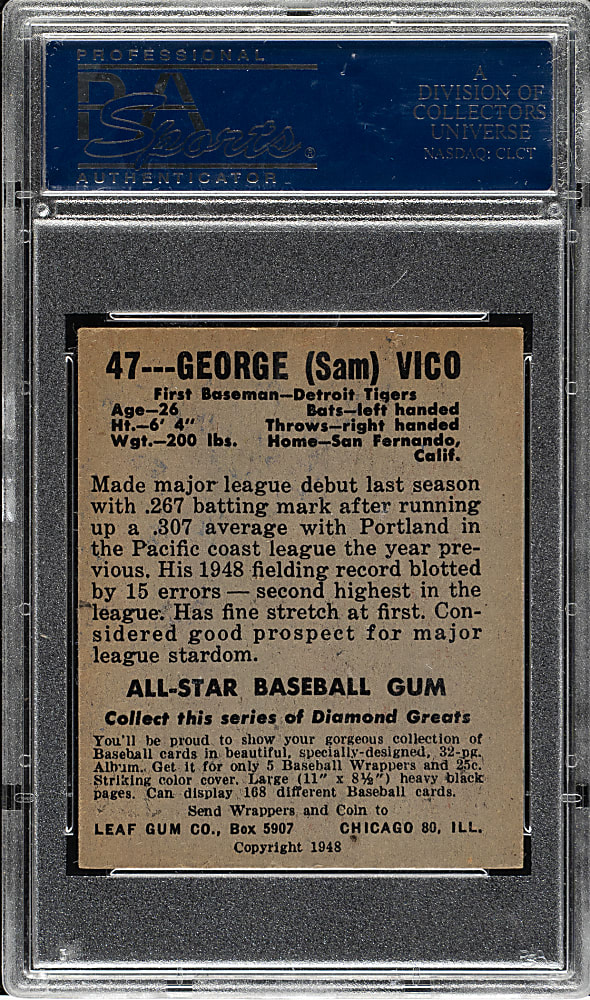 PROFESSIONAL
PSA
Sports®
AUTHENTICATOR
A
DIVISION OF
COLLECTORS
UNIVERSE
NASDAQ: CLCT
47---GEORGE (Sam) VICO
First Baseman—Detroit Tigers
Age—26 Bats—left handed
Ht.—6' 4" Throws—right handed
Wgt.—200 lbs. Home—San Fernando,
Calif.
Made major league debut last season
with .267 batting mark after running
up a .307 average with Portland in
the Pacific coast league the year pre-
vious. His 1948 fielding record blotted
by 15 errors — second highest in the
league. Has fine stretch at first. Con-
sidered good prospect for major
league stardom.
ALL-STAR BASEBALL GUM
Collect this series of Diamond Greats
You'll be proud to show your gorgeous collection of
Baseball cards in beautiful, specially-designed, 32-pg.
Album. Get it for only 5 Baseball Wrappers and 25c.
Striking color cover. Large (11" x 8½") heavy black
pages. Can display 168 different Baseball cards.
Send Wrappers and Coin to
LEAF GUM CO., Box 5907 CHICAGO 80, ILL.
Copyright 1948